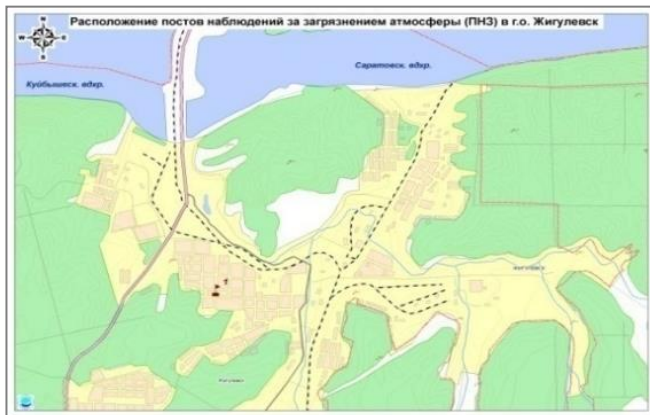 Расположение постов наблюдений за загрязнением атмосферы (ПНЗ) в г.о. Жигулевск
N
W
E
S
Саратовск. вдхр.
Куйбышевск. вдхр.